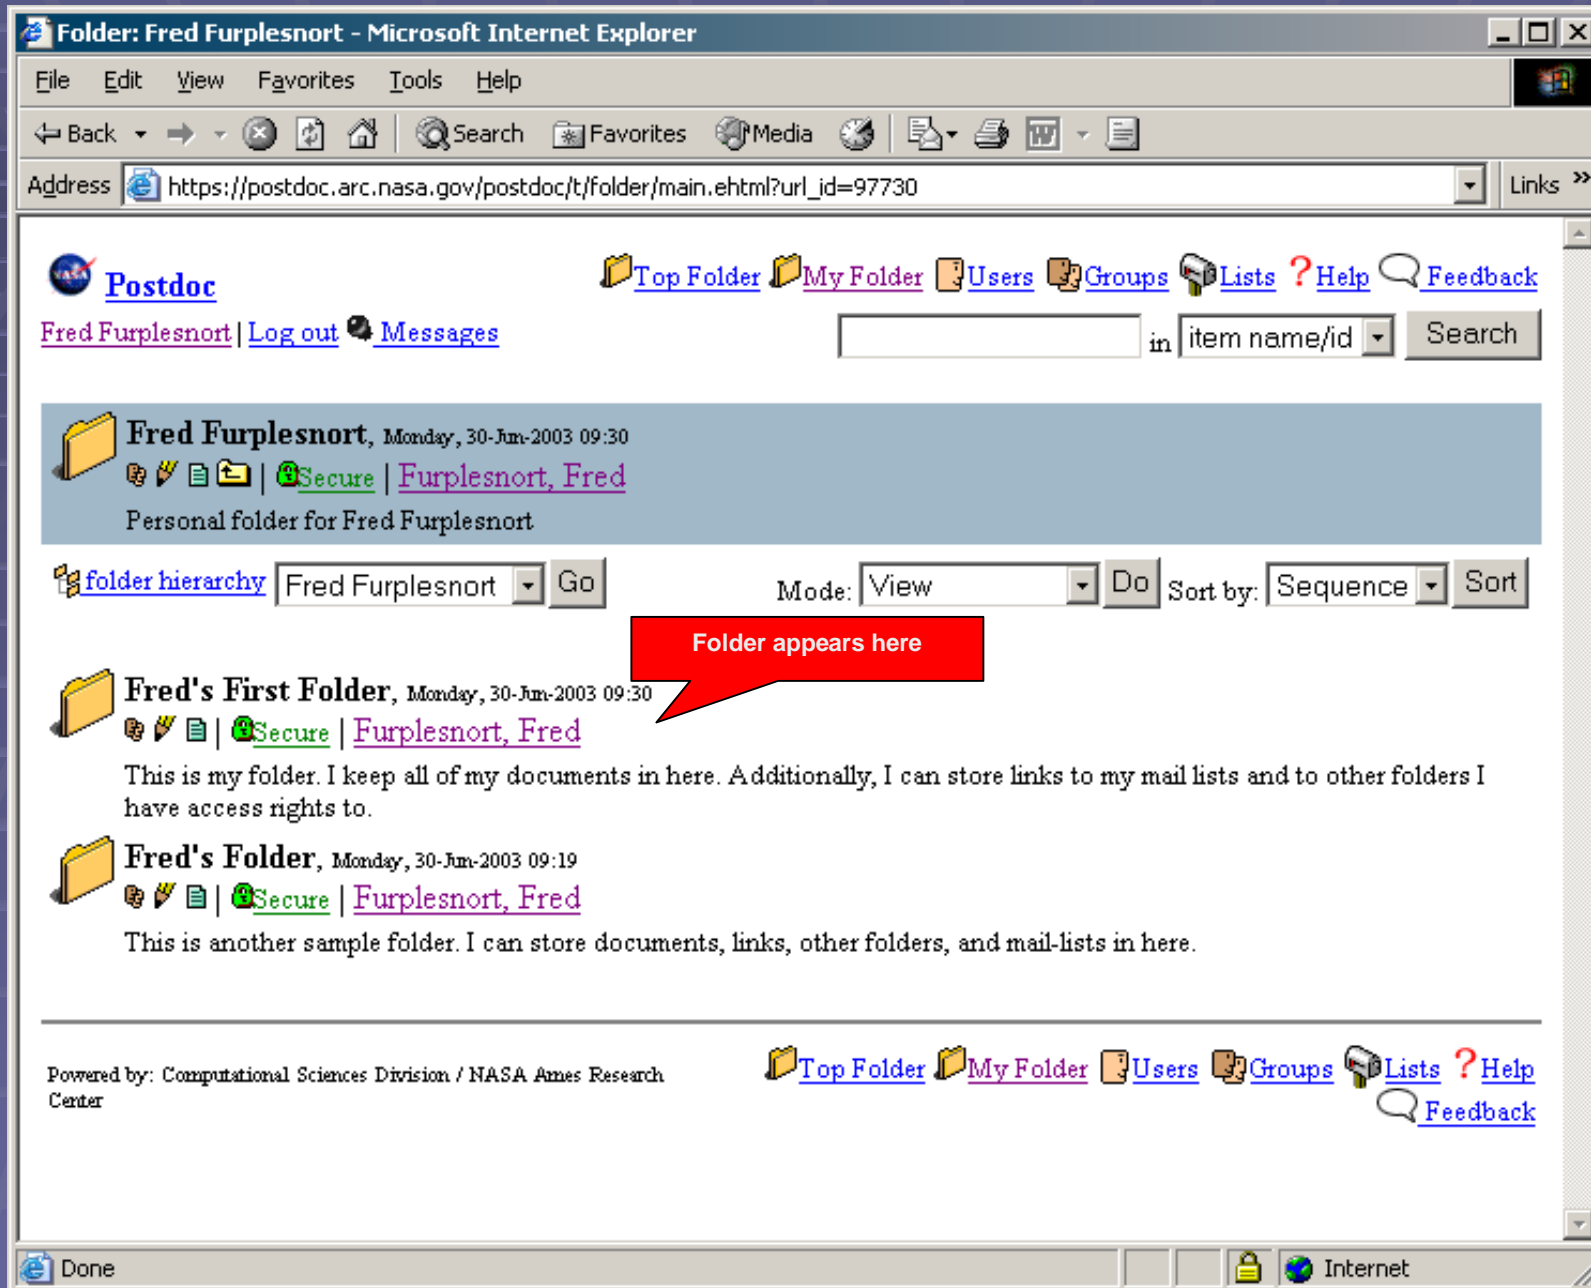 Folder: Fred Furplesnort - Microsoft Internet Explorer
File Edit View Favorites Tools Help
Back Search Favorites Media
Address https://postdoc.arc.nasa.gov/postdoc/t/folder/main.ehtml?url_id=97730 Links »
Postdoc Top Folder My Folder Users Groups Lists ? Help Feedback
Fred Furplesnort | Log out Messages in item name/id Search
Fred Furplesnort, Monday, 30-Jun-2003 09:30
| Secure | Furplesnort, Fred
Personal folder for Fred Furplesnort
folder hierarchy Fred Furplesnort Go Mode: View Do Sort by: Sequence Sort
Folder appears here
Fred's First Folder, Monday, 30-Jun-2003 09:30
| Secure | Furplesnort, Fred
This is my folder. I keep all of my documents in here. Additionally, I can store links to my mail lists and to other folders I
have access rights to.
Fred's Folder, Monday, 30-Jun-2003 09:19
| Secure | Furplesnort, Fred
This is another sample folder. I can store documents, links, other folders, and mail-lists in here.
Powered by: Computational Sciences Division / NASA Ames Research
Center
Top Folder My Folder Users Groups Lists ? Help
Feedback
Done Internet